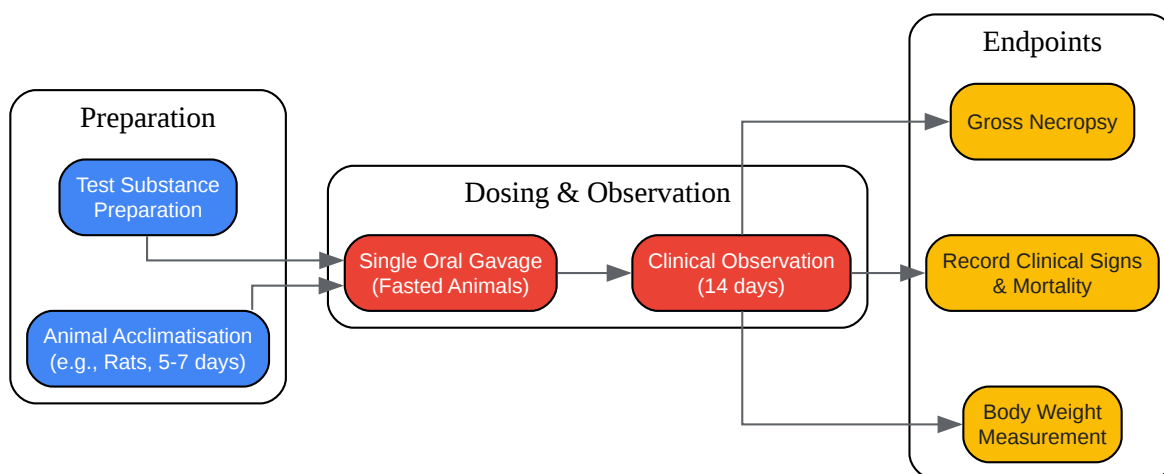 Preparation
Test Substance
Preparation
Animal Acclimatisation
(e.g., Rats, 5-7 days)
Dosing & Observation
Single Oral Gavage
(Fasted Animals)
Clinical Observation
(14 days)
Endpoints
Gross Necropsy
Record Clinical Signs
& Mortality
Body Weight
Measurement